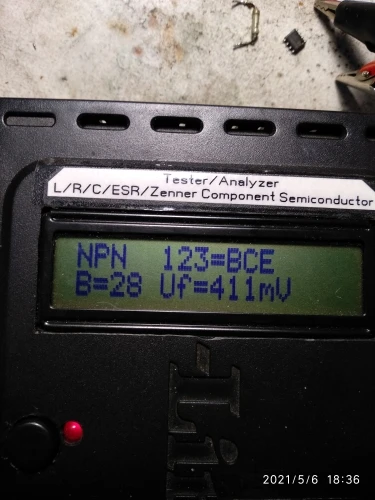 Tester/Analyzer
L/R/C/ESR/Zenner Component Semiconductor
NPN 123=BCE
B=28 Uf=411mV
2021/5/6 18:36